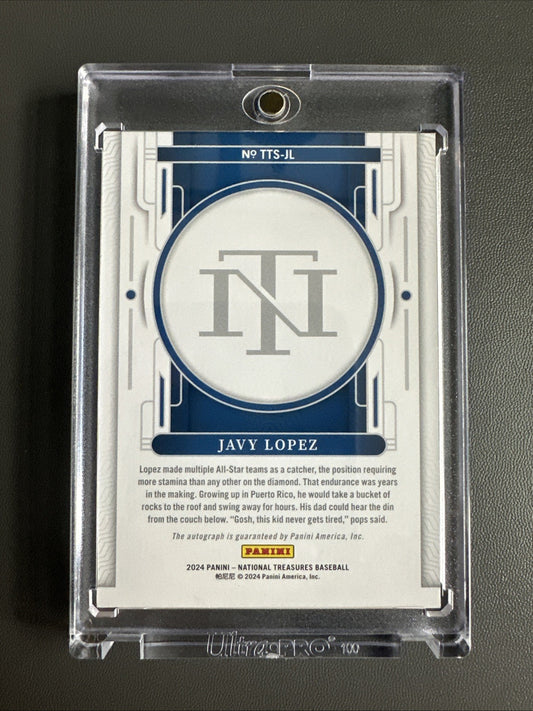 Nº TTS-JL
NT
JAVY LOPEZ
Lopez made multiple All-Star teams as a catcher, the position requiring
more stamina than any other on the diamond. That endurance was years
in the making. Growing up in Puerto Rico, he would take a bucket of
rocks to the roof and swing away for hours. His dad could hear the din
from the couch below. “Gosh, this kid never gets tired,” pops said.
The autograph is guaranteed by Panini America, Inc.
PANINI
2024 PANINI – NATIONAL TREASURES BASEBALL
帕尼尼 © 2024 Panini America, Inc.
Ultra PRO® 100